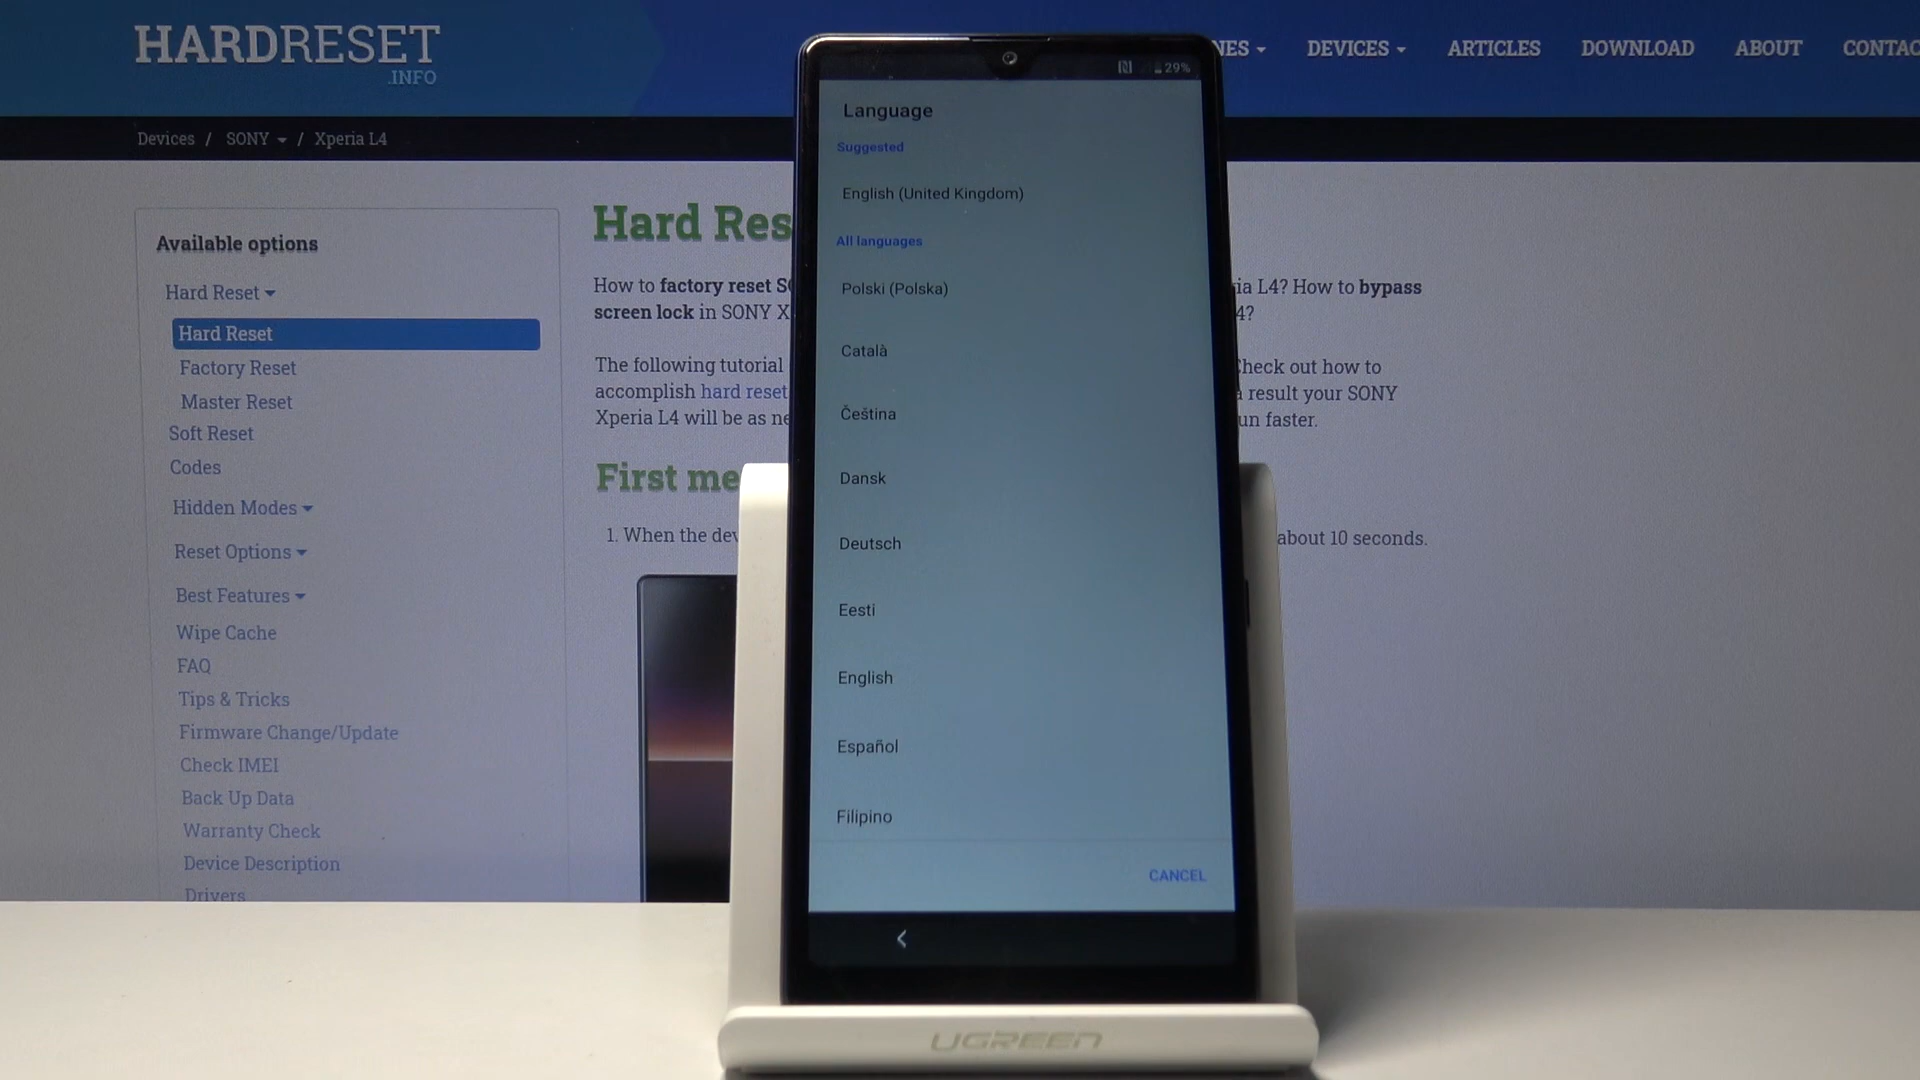 HARDRESET
.INFO
DEVICES
ARTICLES
DOWNLOAD
ABOUT
Devices / SONY / Xperia L4
Available options
Hard Reset
Hard Reset
Factory Reset
Master Reset
Soft Reset
Codes
Hidden Modes
Reset Options
Best Features
Wipe Cache
FAQ
Tips & Tricks
Firmware Change/Update
Check IMEI
Back Up Data
Warranty Check
Device Description
Drivers
Hard Res
How to factory reset S
ia L4? How to bypass
screen lock in SONY X
4?
The following tutorial
Check out how to
accomplish hard reset
result your SONY
Xperia L4 will be as ne
un faster.
First me
1. When the dev
about 10 seconds.
29%
Language
Suggested
English (United Kingdom)
All languages
Polski (Polska)
Català
Čeština
Dansk
Deutsch
Eesti
English
Español
Filipino
CANCEL
UGREEN